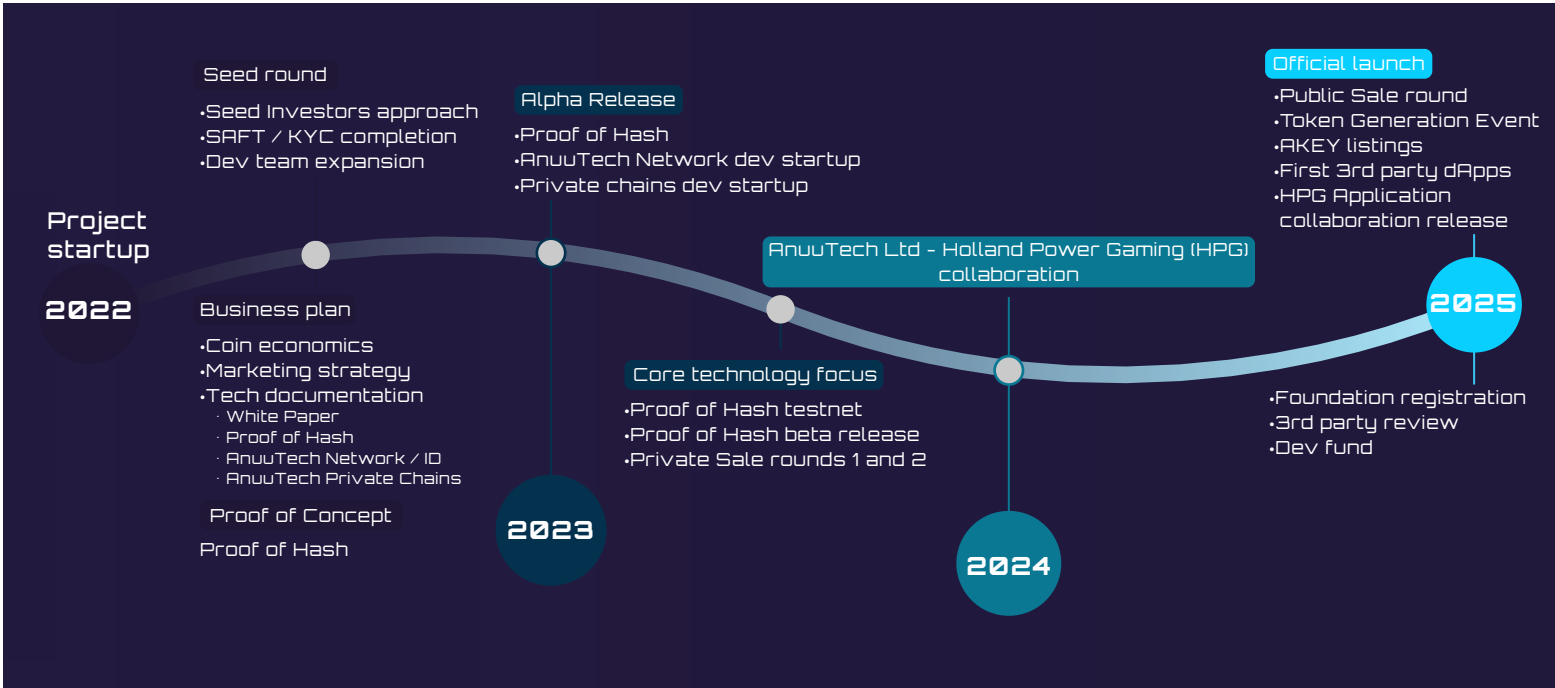 Project
startup
2022
Seed round
•Seed Investors approach
•SAFT / KYC completion
•Dev team expansion
Business plan
•Coin economics
•Marketing strategy
•Tech documentation
· White Paper
· Proof of Hash
· AnuuTech Network / ID
· AnuuTech Private Chains
Proof of Concept
Proof of Hash
Alpha Release
•Proof of Hash
•AnuuTech Network dev startup
•Private chains dev startup
2023
Core technology focus
•Proof of Hash testnet
•Proof of Hash beta release
•Private Sale rounds 1 and 2
AnuuTech Ltd - Holland Power Gaming (HPG)
collaboration
2024
Official launch
•Public Sale round
•Token Generation Event
•AKEY listings
•First 3rd party dApps
•HPG Application
collaboration release
2025
•Foundation registration
•3rd party review
•Dev fund